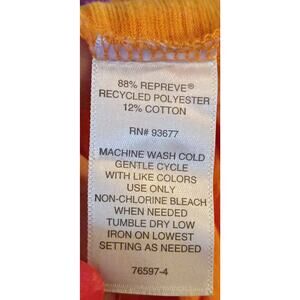 88% REPREVE®
RECYCLED POLYESTER
12% COTTON
RN# 93677
MACHINE WASH COLD
GENTLE CYCLE
WITH LIKE COLORS
USE ONLY
NON-CHLORINE BLEACH
WHEN NEEDED
TUMBLE DRY LOW
IRON ON LOWEST
SETTING AS NEEDED
76597-4